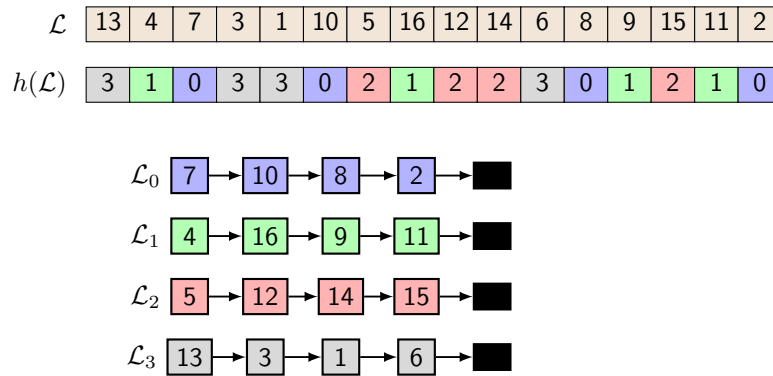 ℒ 13 4 7 3 1 10 5 16 12 14 6 8 9 15 11 2
h(ℒ) 3 1 0 3 3 0 2 1 2 2 3 0 1 2 1 0
ℒ₀ 7 10 8 2
ℒ₁ 4 16 9 11
ℒ₂ 5 12 14 15
ℒ₃ 13 3 1 6